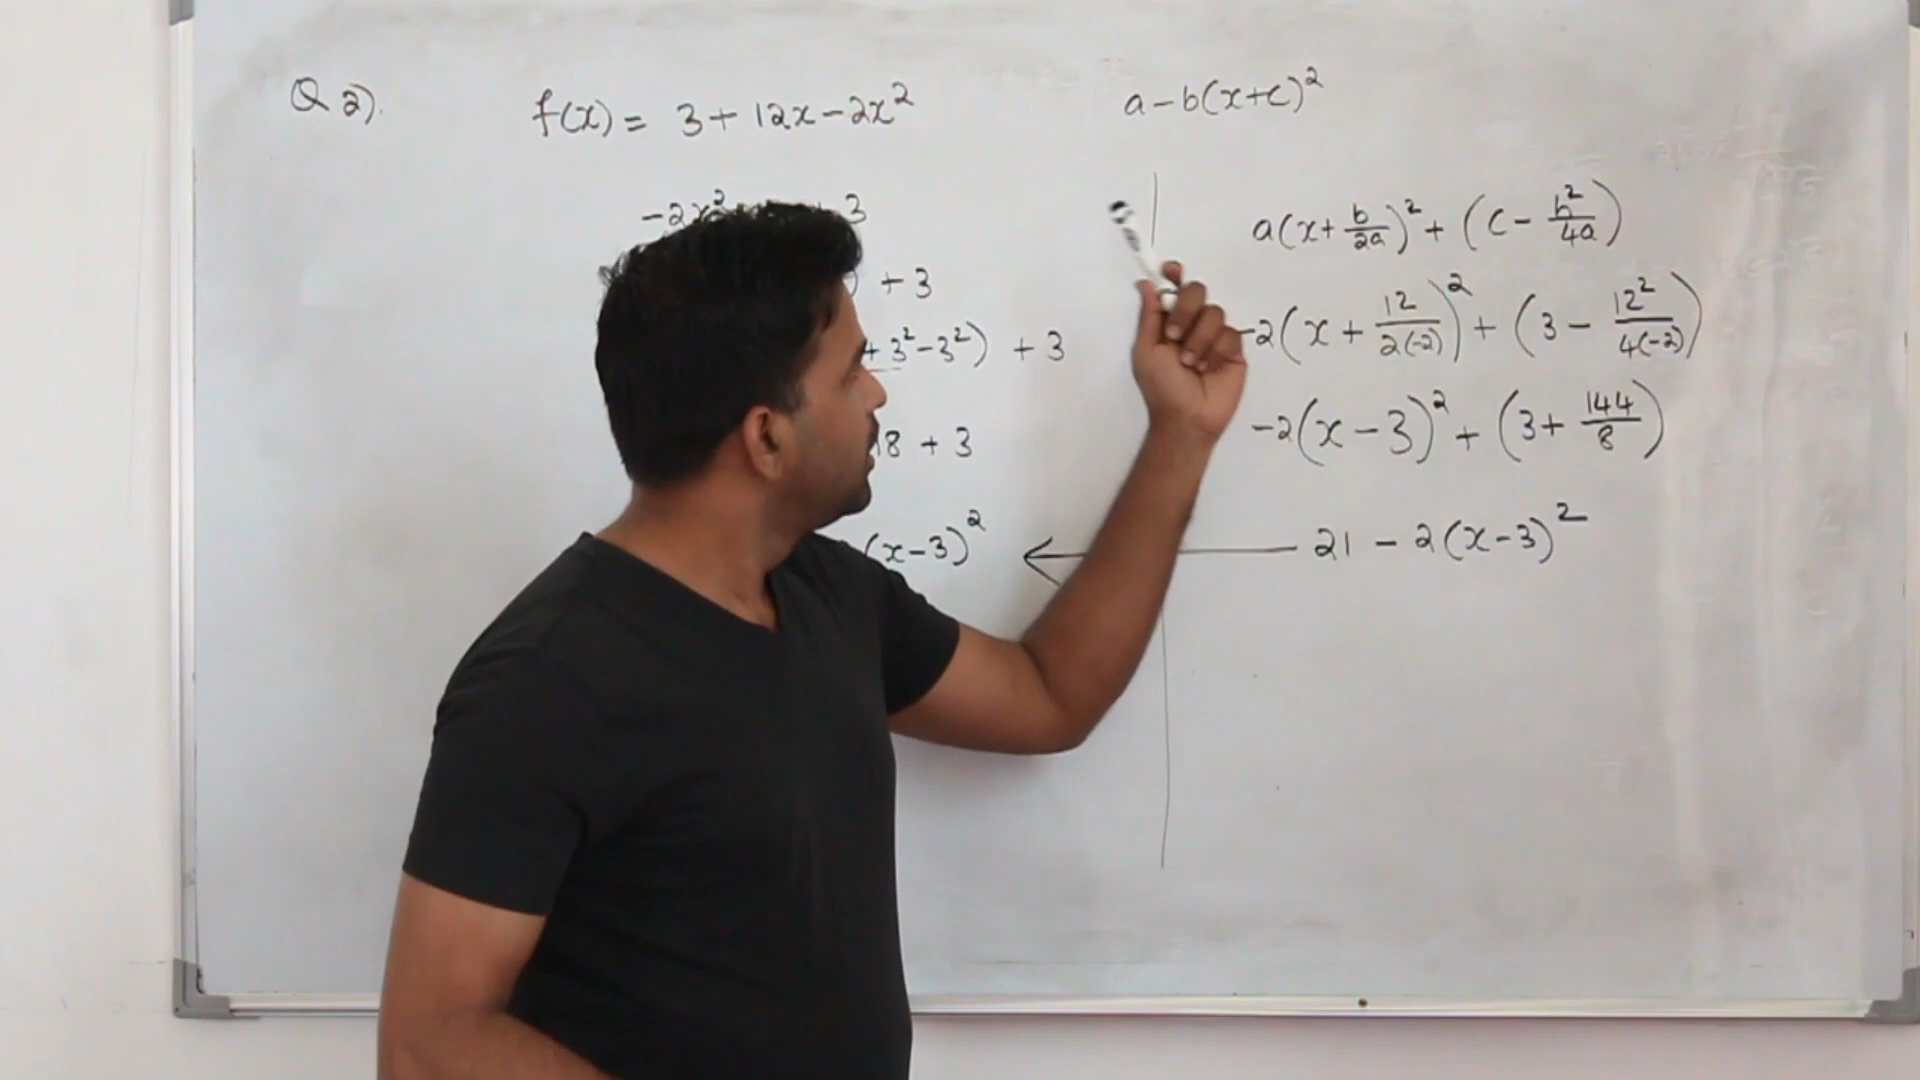 Q 2).
f(x) = 3 + 12x - 2x²
a - b(x+c)²
-2x² + 3
) + 3
+ 3² - 3²) + 3
18 + 3
(x-3)²
a(x + b/2a)² + (c - b²/4a)
-2(x + 12/2(-2))² + (3 - 12²/4(-2))
-2(x - 3)² + (3 + 144/8)
21 - 2(x-3)²